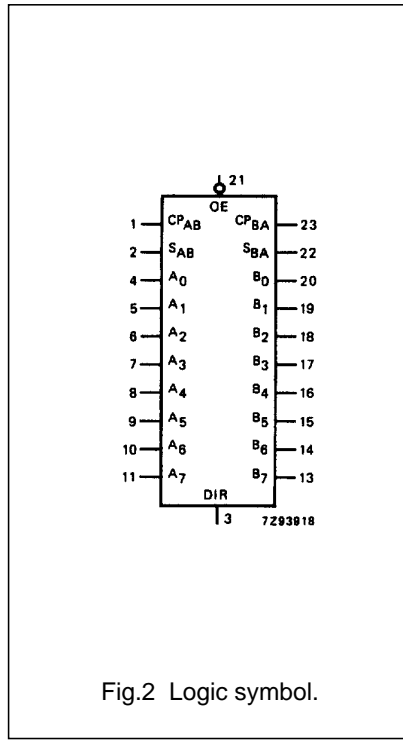 21
OE
1 CPAB CPBA 23
2 SAB SBA 22
4 A0 B0 20
5 A1 B1 19
6 A2 B2 18
7 A3 B3 17
8 A4 B4 16
9 A5 B5 15
10 A6 B6 14
11 A7 B7 13
DIR
3 7Z93918
Fig.2 Logic symbol.